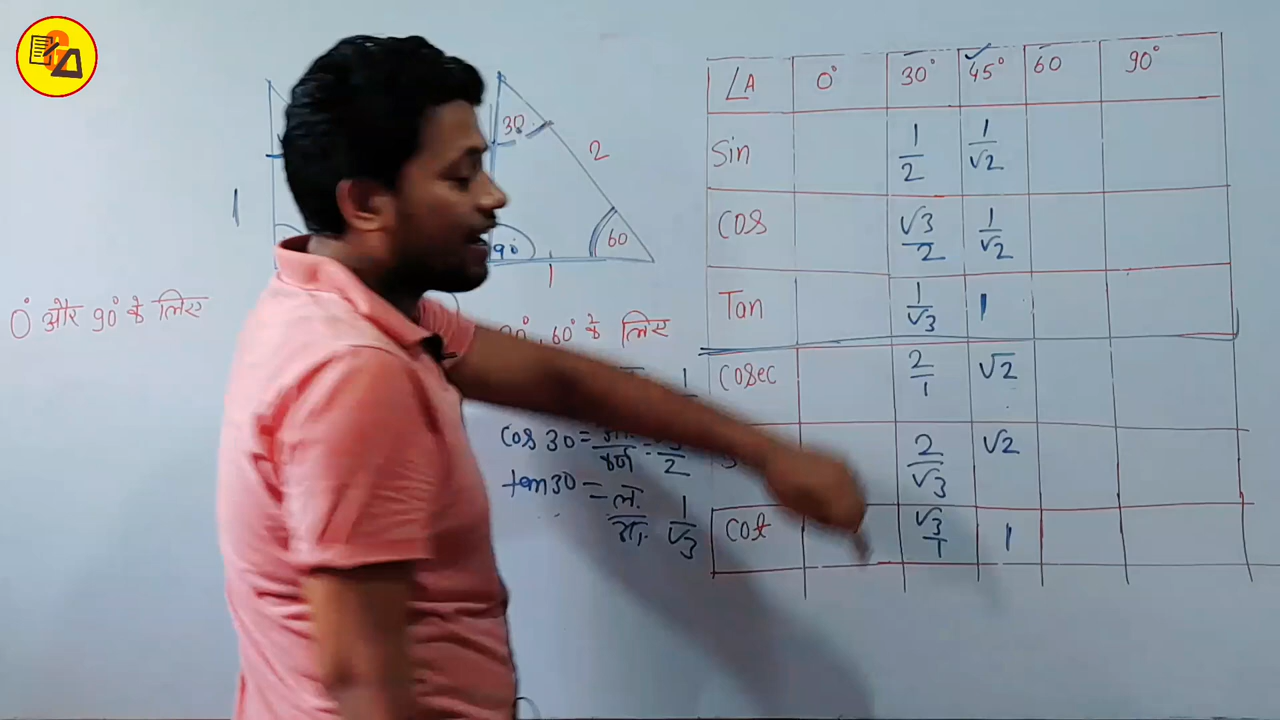 1
30
2
90
60
1
0° और 90° के लिए
60° के लिए
1
cos 30 = कर्ण = 2
tan 30 = ल. 1
√3
∠A 0° 30° 45° 60 90°
Sin 1/2 1/√2
cos √3/2 1/√2
Tan 1/√3 1
cosec 2/1 √2
2/√3 √2
cot √3/1 1